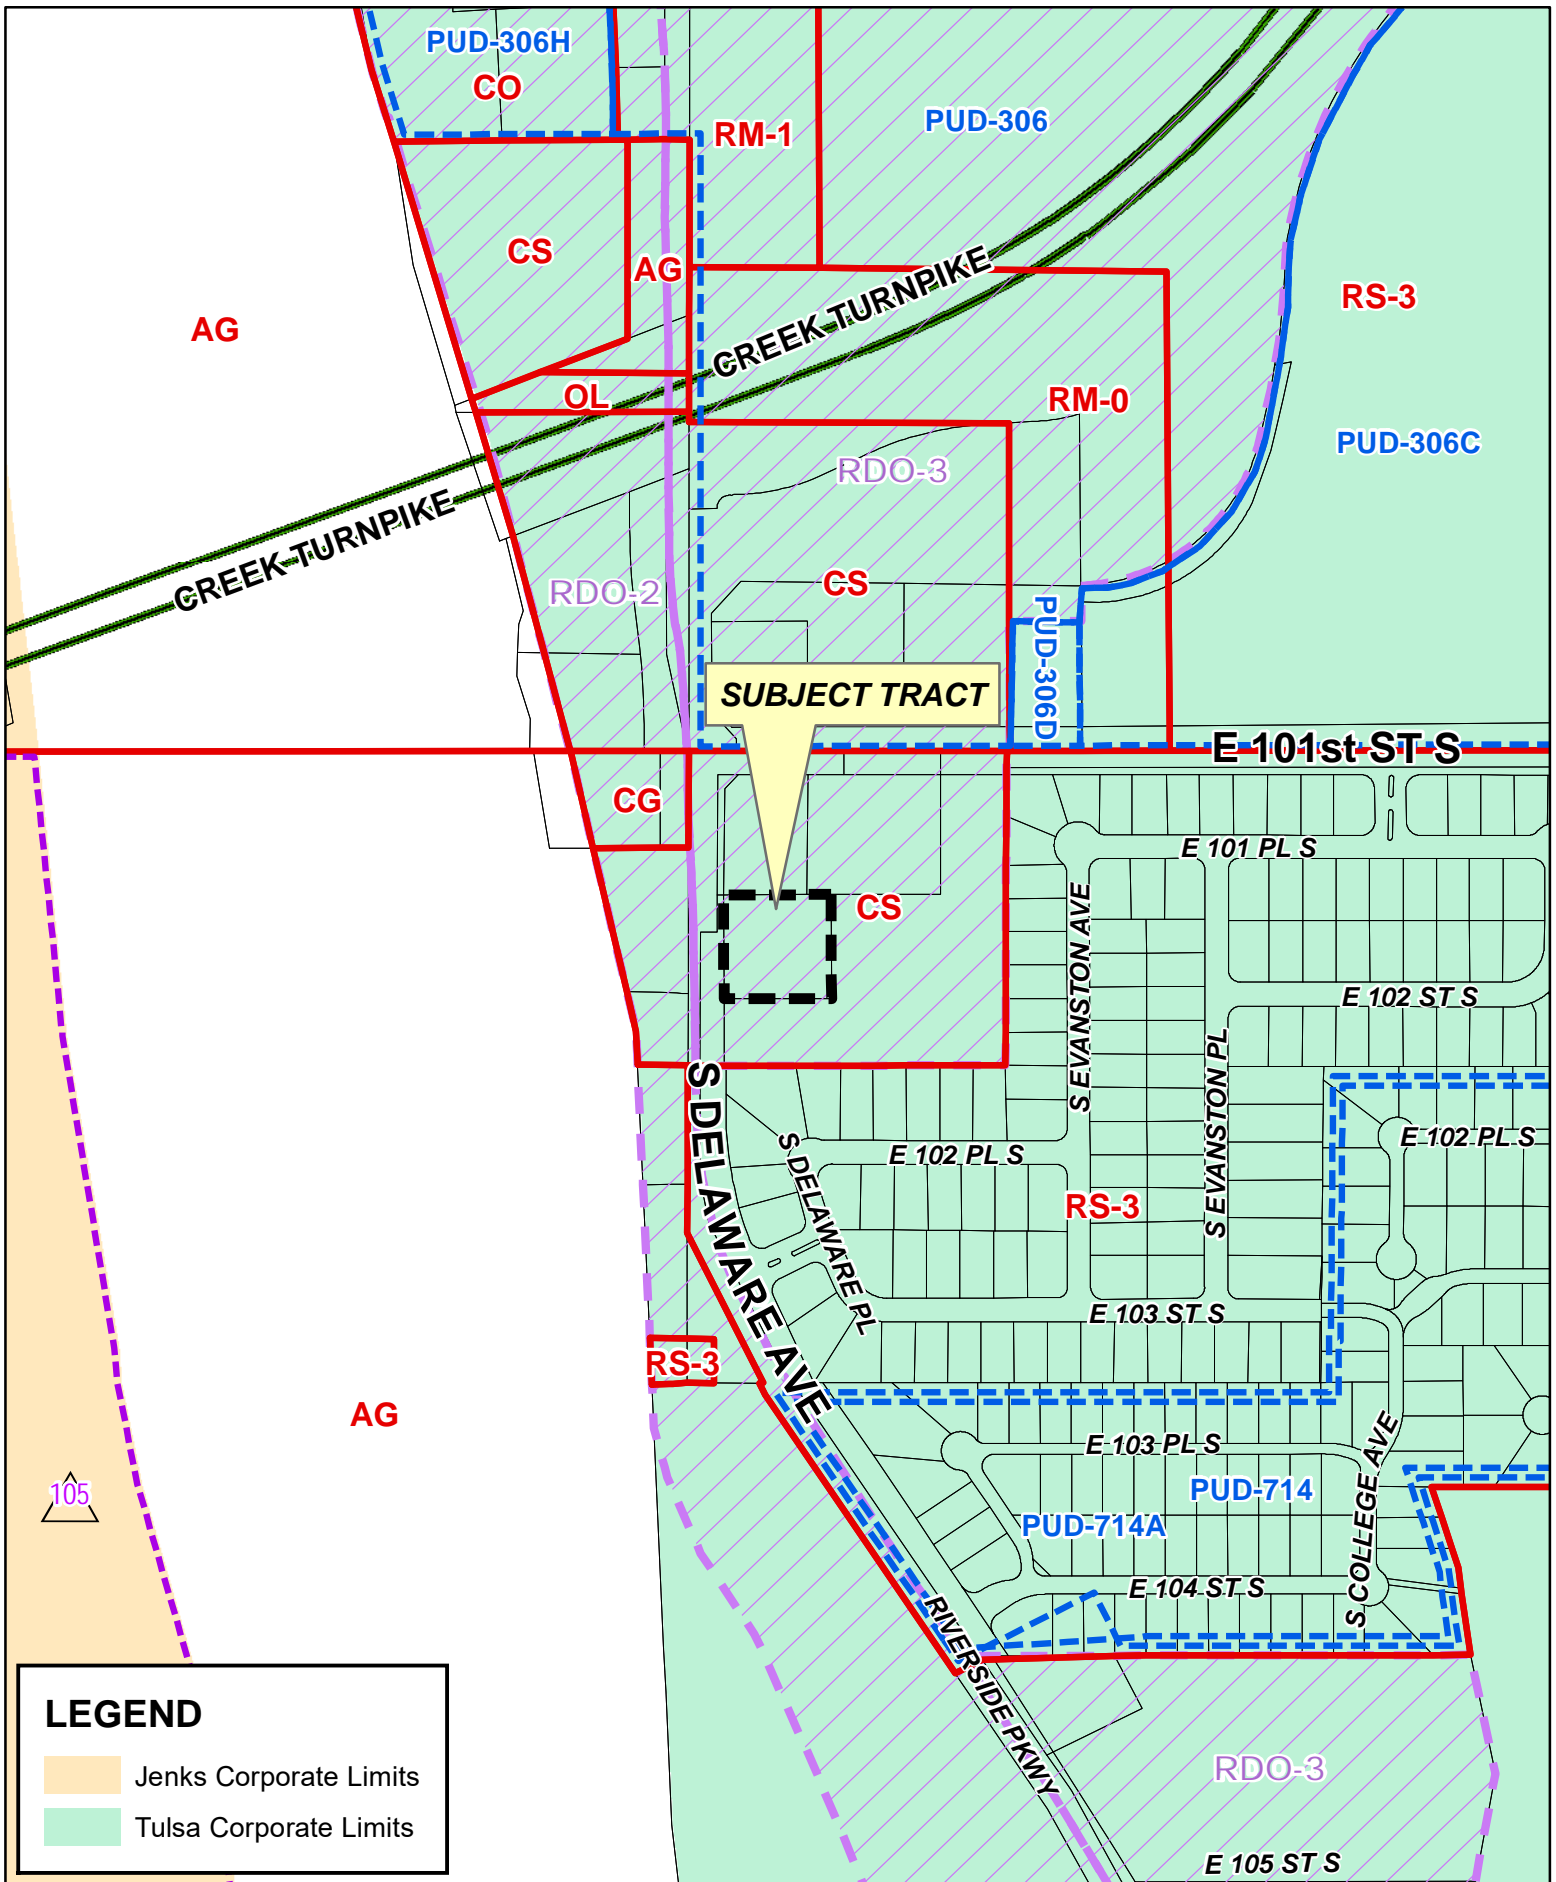 PUD-306H
CO
RM-1
PUD-306
CS
AG
CREEK TURNPIKE
RS-3
AG
OL
RM-0
PUD-306C
RDO-3
CREEK TURNPIKE
RDO-2
CS
PUD-306D
SUBJECT TRACT
E 101st ST S
CG
E 101 PL S
CS
S EVANSTON AVE
E 102 ST S
S EVANSTON PL
S DELAWARE AVE
E 102 PL S
E 102 PL S
S DELAWARE PL
RS-3
E 103 ST S
RS-3
AG
E 103 PL S
S COLLEGE AVE
105
PUD-714
PUD-714A
E 104 ST S
RIVERSIDE PKWY
RDO-3
E 105 ST S
LEGEND
Jenks Corporate Limits
Tulsa Corporate Limits